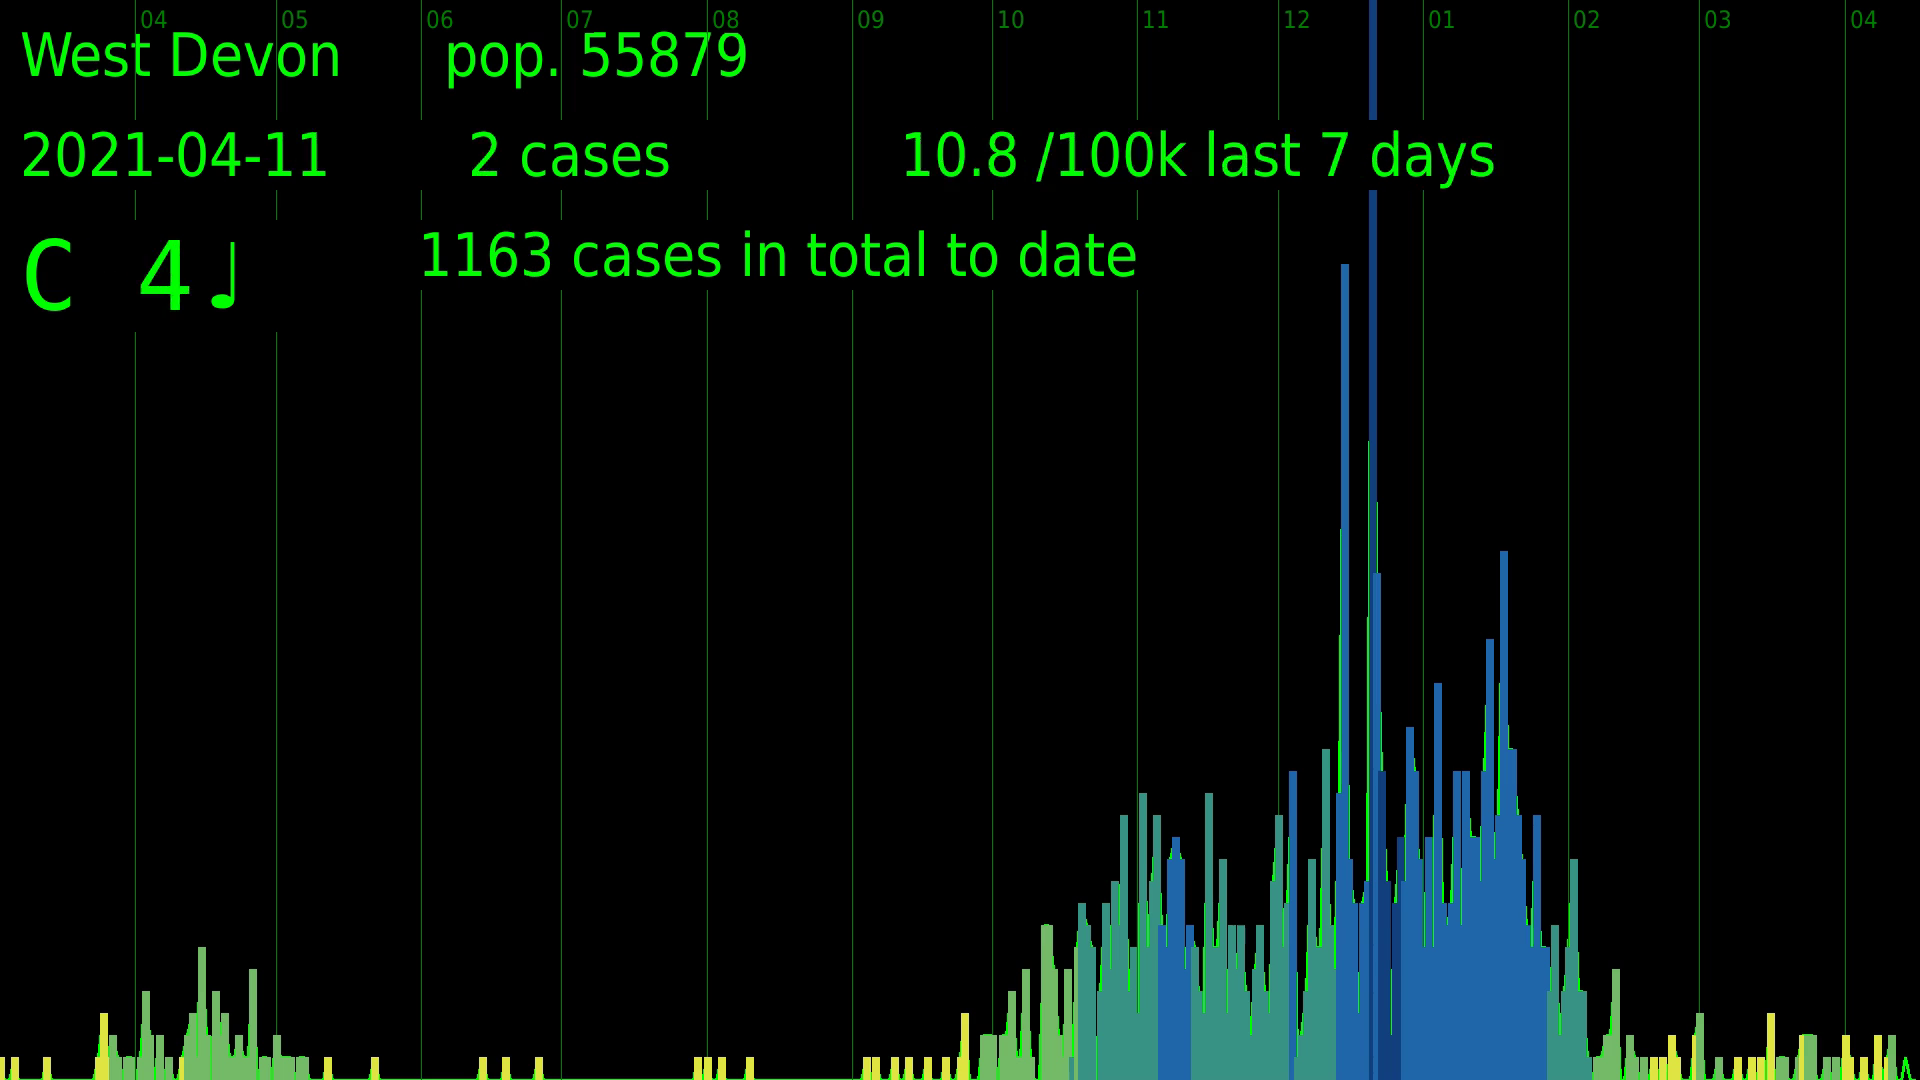 04 05 06 07 08 09 10 11 12 01 02 03 04
West Devon pop. 55879
2021-04-11 2 cases 10.8 /100k last 7 days
C 4♩ 1163 cases in total to date